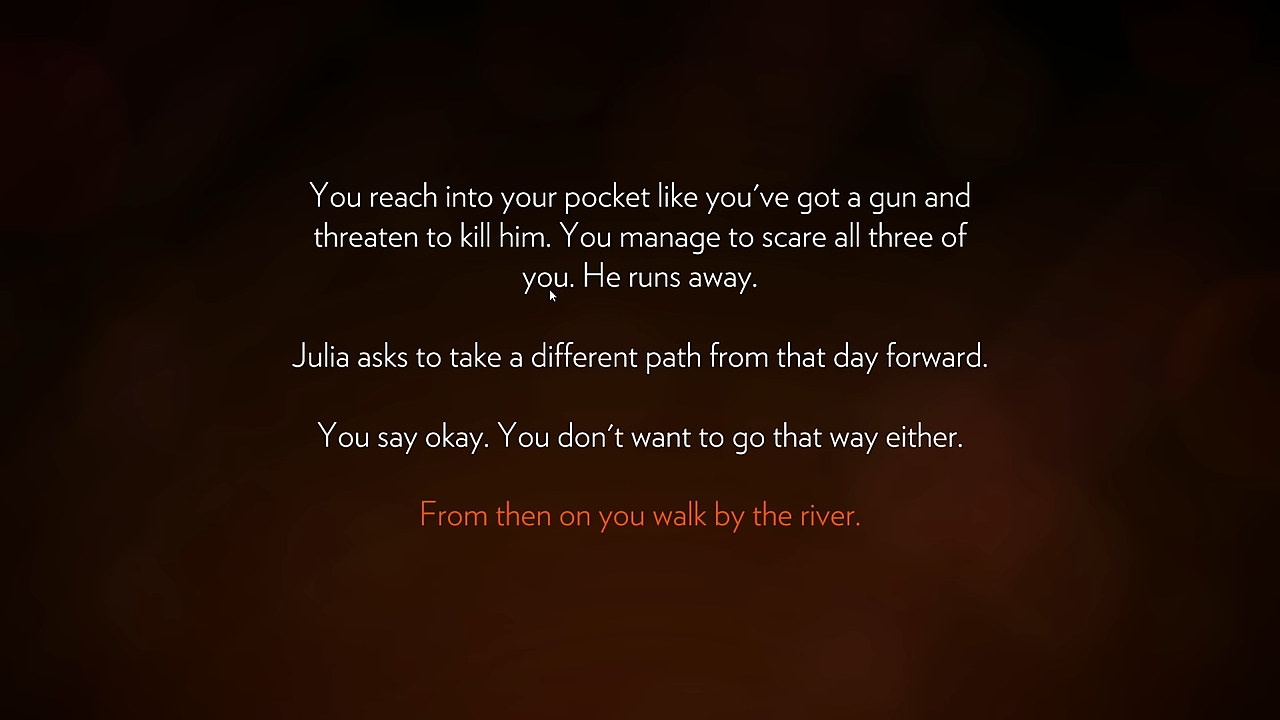 You reach into your pocket like you've got a gun and
threaten to kill him. You manage to scare all three of
you. He runs away.
Julia asks to take a different path from that day forward.
You say okay. You don't want to go that way either.
From then on you walk by the river.